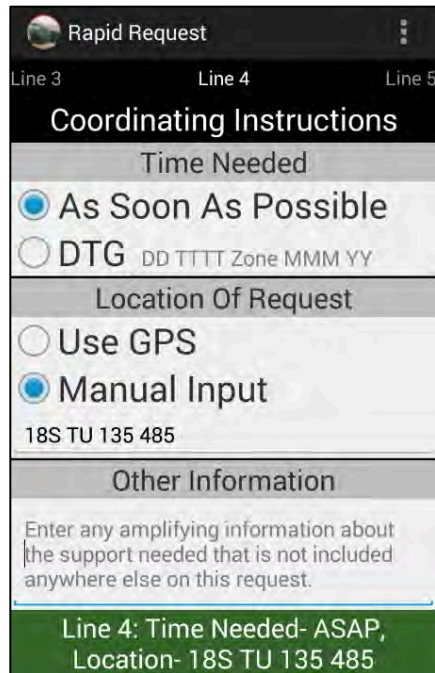 Rapid Request
Line 3 Line 4 Line 5
Coordinating Instructions
Time Needed
As Soon As Possible
DTG DD TTTT Zone MMM YY
Location Of Request
Use GPS
Manual Input
18S TU 135 485
Other Information
Enter any amplifying information about
the support needed that is not included
anywhere else on this request.
Line 4: Time Needed- ASAP,
Location- 18S TU 135 485